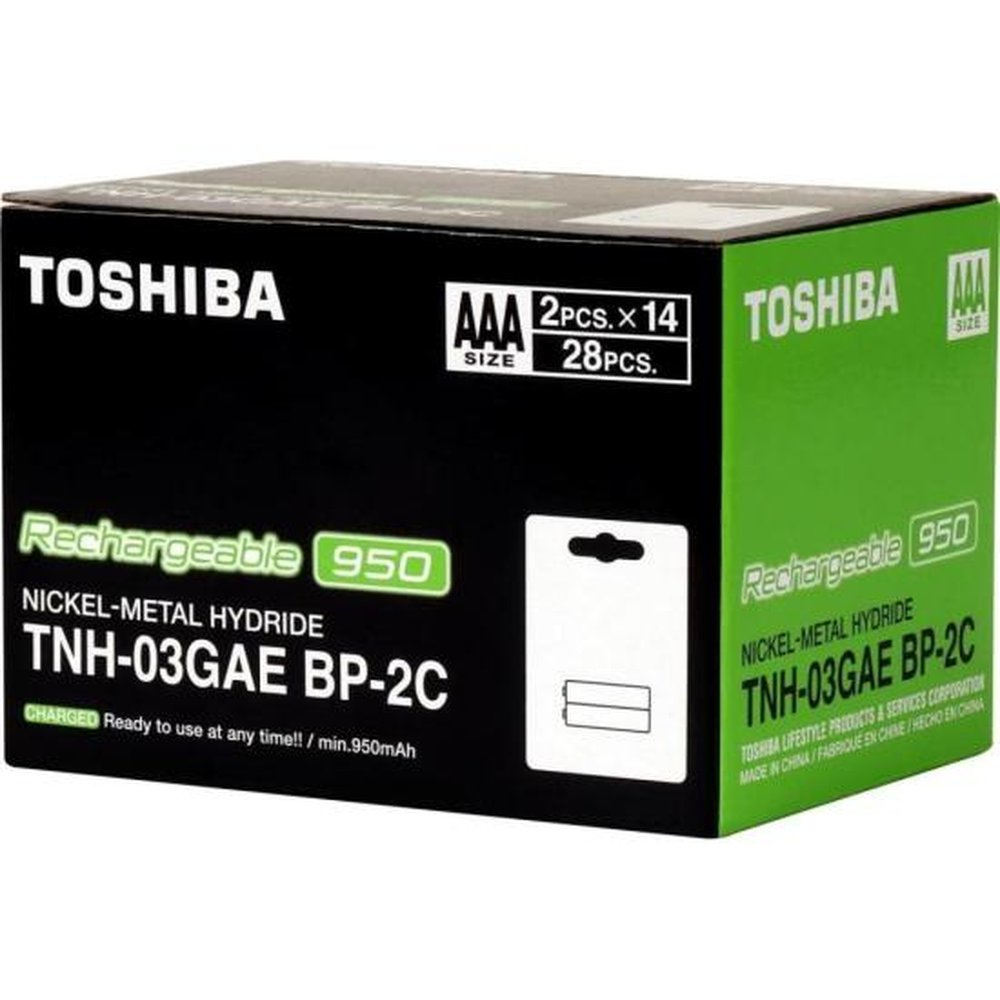 TOSHIBA
AAA
SIZE
2PCS.×14
28PCS.
Rechargeable 950
NICKEL-METAL HYDRIDE
TNH-03GAE BP-2C
CHARGED Ready to use at any time!! / min.950mAh
TOSHIBA
AAA
SIZE
Rechargeable 950
NICKEL-METAL HYDRIDE
TNH-03GAE BP-2C
TOSHIBA LIFESTYLE PRODUCTS & SERVICES CORPORATION
MADE IN CHINA / FABRIQUÉ EN CHINE / HECHO EN CHINA